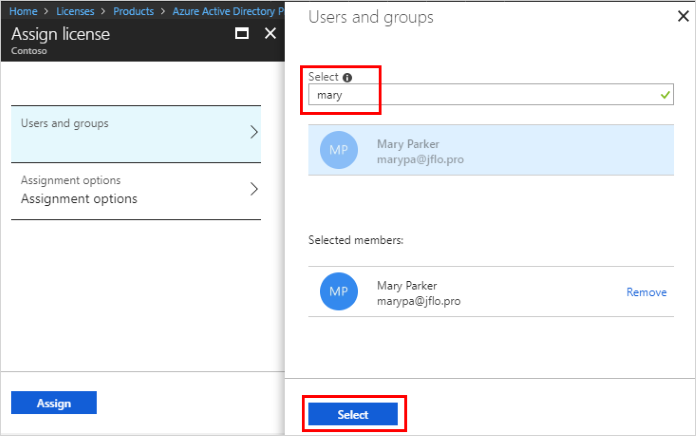 Home > Licenses > Products > Azure Active Directory P
Assign license
Contoso
Users and groups
Assignment options
Assignment options
Assign
Users and groups
Select
mary
MP
Mary Parker
marypa@jflo.pro
Selected members:
MP
Mary Parker
marypa@jflo.pro
Remove
Select